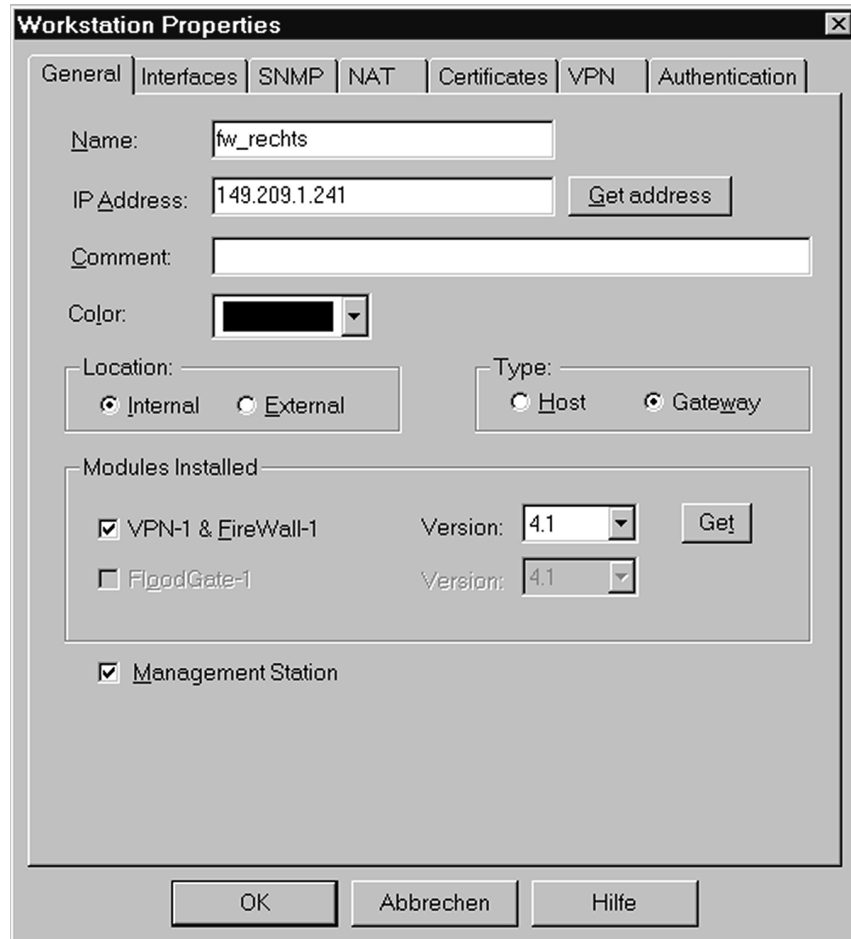 Workstation Properties
General Interfaces SNMP NAT Certificates VPN Authentication
Name: fw_rechts
IP Address: 149.209.1.241 Get address
Comment:
Color:
Location: Type:
Internal External Host Gateway
Modules Installed
VPN-1 & FireWall-1 Version: 4.1 Get
FloodGate-1 Version: 4.1
Management Station
OK Abbrechen Hilfe